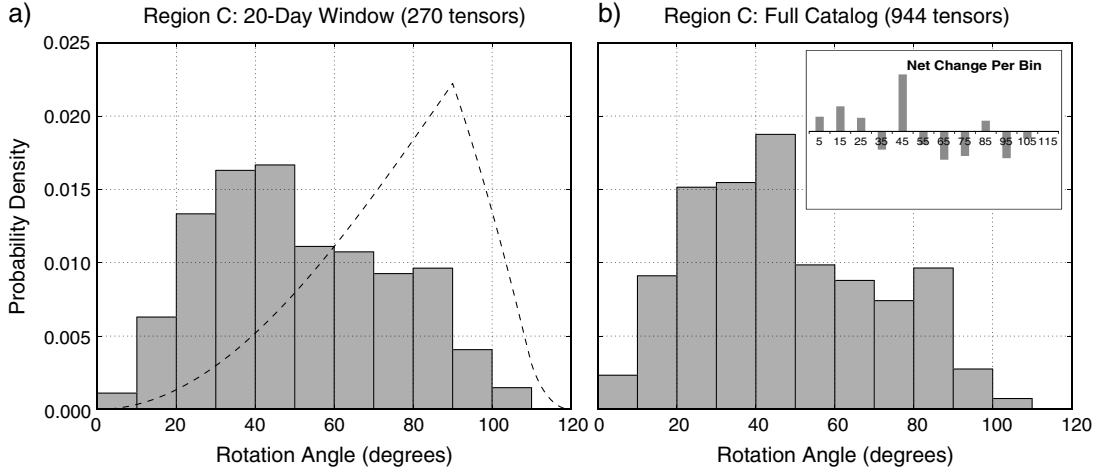 a) Region C: 20-Day Window (270 tensors)
b) Region C: Full Catalog (944 tensors)
0.025
0.020
0.015
0.010
0.005
0.000
Probability Density
0 20 40 60 80 100 120
Rotation Angle (degrees)
Net Change Per Bin
5 15 25 35 45 55 65 75 85 95 105 115
0 20 40 60 80 100 120
Rotation Angle (degrees)